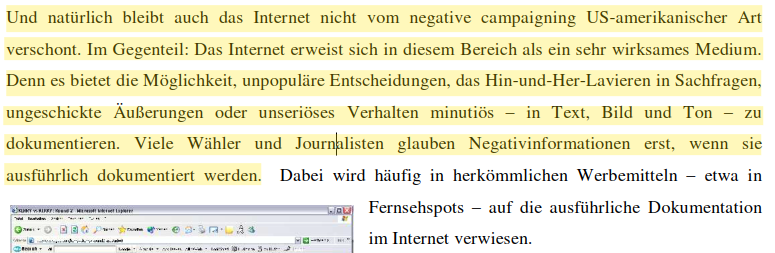 Und natürlich bleibt auch das Internet nicht vom negative campaigning US-amerikanischer Art
verschont. Im Gegenteil: Das Internet erweist sich in diesem Bereich als ein sehr wirksames Medium.
Denn es bietet die Möglichkeit, unpopuläre Entscheidungen, das Hin-und-Her-Lavieren in Sachfragen,
ungeschickte Äußerungen oder unseriöses Verhalten minutiös – in Text, Bild und Ton – zu
dokumentieren. Viele Wähler und Journalisten glauben Negativinformationen erst, wenn sie
ausführlich dokumentiert werden. Dabei wird häufig in herkömmlichen Werbemitteln – etwa in
Fernsehspots – auf die ausführliche Dokumentation
im Internet verwiesen.